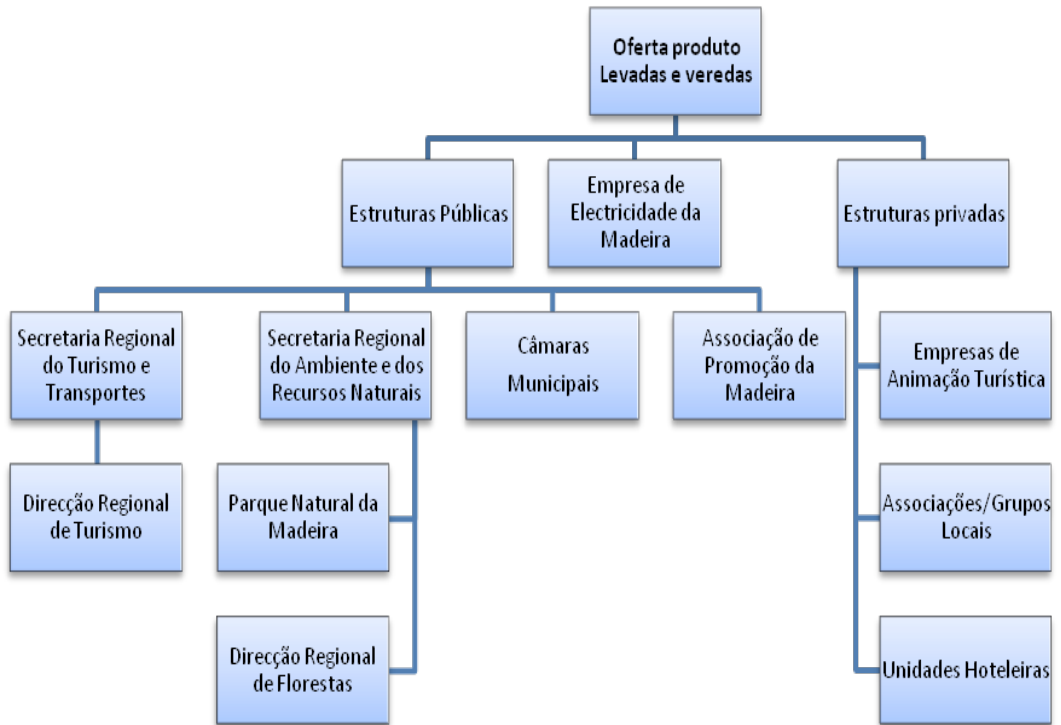 Oferta produto
Levadas e veredas
Estruturas Públicas
Empresa de
Electricidade da
Madeira
Estruturas privadas
Secretaria Regional
do Turismo e
Transportes
Secretaria Regional
do Ambiente e dos
Recursos Naturais
Câmaras
Municipais
Associação de
Promoção da
Madeira
Empresas de
Animação Turística
Direcção Regional
de Turismo
Parque Natural da
Madeira
Associações/Grupos
Locais
Direcção Regional
de Florestas
Unidades Hoteleiras